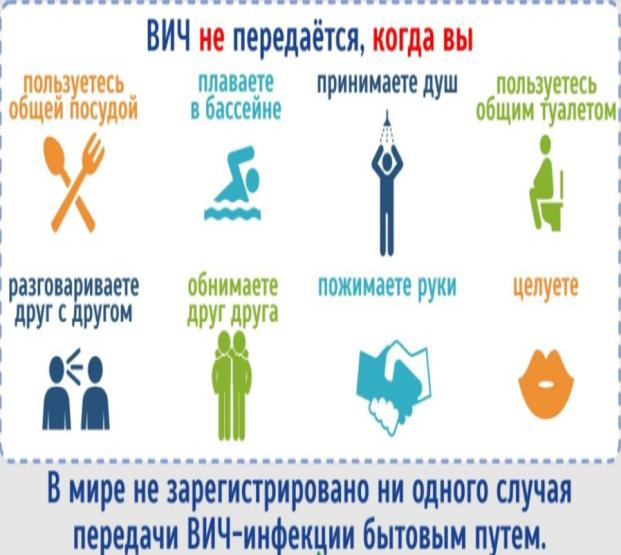 ВИЧ не передаётся, когда вы
пользуетесь
общей посудой
плаваете
в бассейне
принимаете душ
пользуетесь
общим туалетом
разговариваете
друг с другом
обнимаете
друг друга
пожимаете руки
целуете
В мире не зарегистрировано ни одного случая
передачи ВИЧ-инфекции бытовым путем.